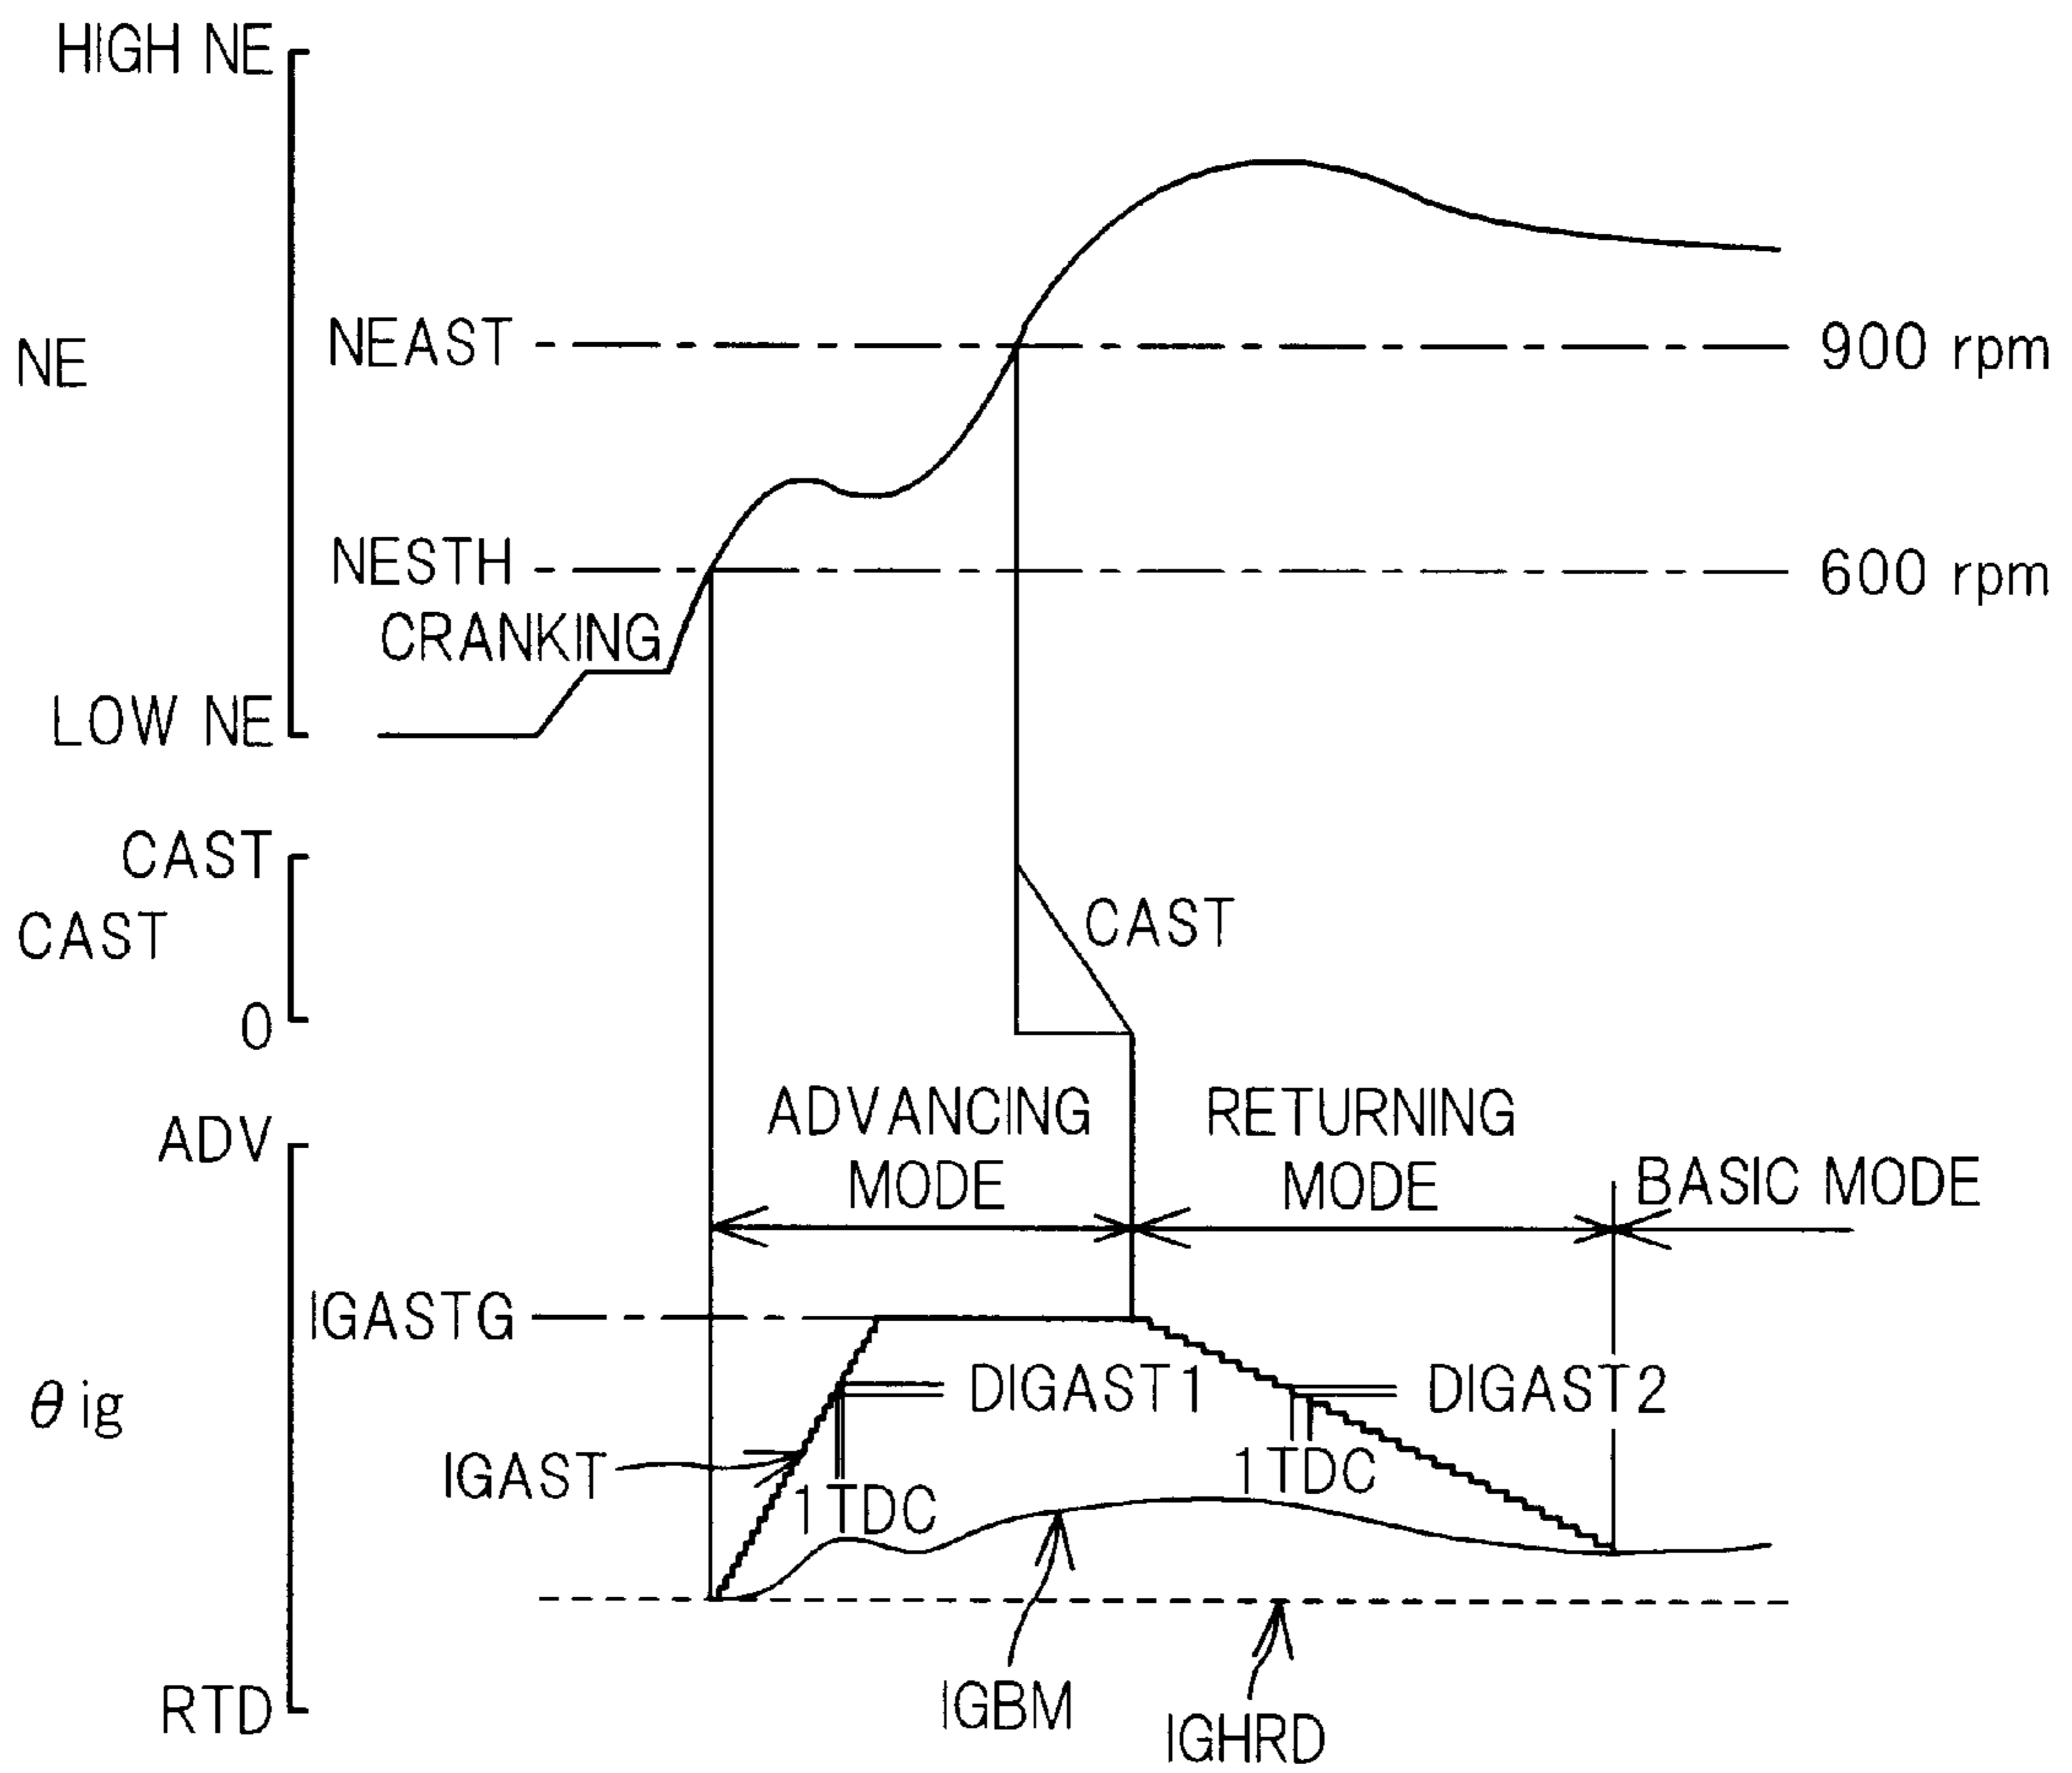 HIGH NE
NE
NEAST
900 rpm
NESTH
600 rpm
CRANKING
LOW NE
CAST
CAST
CAST
0
ADV
ADVANCING
MODE
RETURNING
MODE
BASIC MODE
IGASTG
θ ig
DIGAST1
DIGAST2
IGAST
1TDC
1TDC
IGBM
IGHRD
RTD